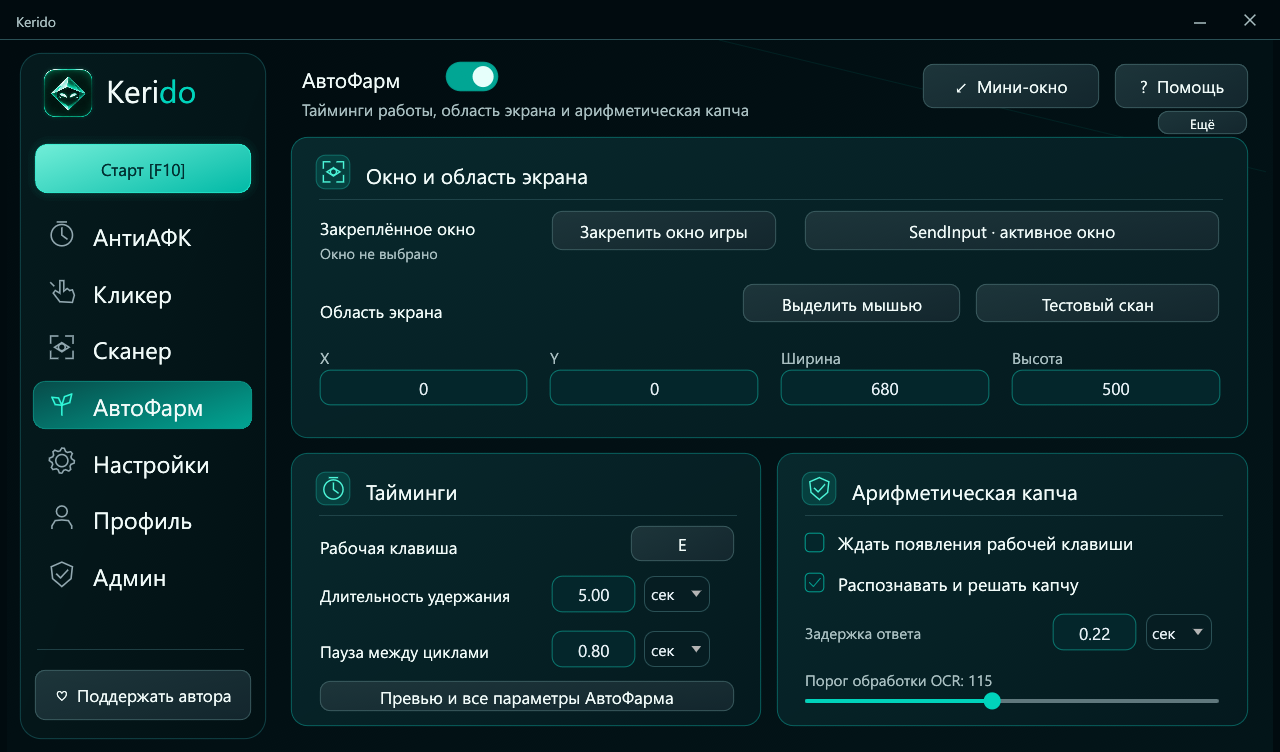 Kerido
Kerido
Старт [F10]
АнтиАФК
Кликер
Сканер
АвтоФарм
Настройки
Профиль
Админ
Поддержать автора
АвтоФарм
Тайминги работы, область экрана и арифметическая капча
Мини-окно
? Помощь
Ещё
Окно и область экрана
Закреплённое окно
Окно не выбрано
Закрепить окно игры
SendInput · активное окно
Область экрана
Выделить мышью
Тестовый скан
X
Y
Ширина
Высота
0
0
680
500
Тайминги
Рабочая клавиша
E
Длительность удержания
5.00
сек
Пауза между циклами
0.80
сек
Превью и все параметры АвтоФарма
Арифметическая капча
Ждать появления рабочей клавиши
Распознавать и решать капчу
Задержка ответа
0.22
сек
Порог обработки OCR: 115